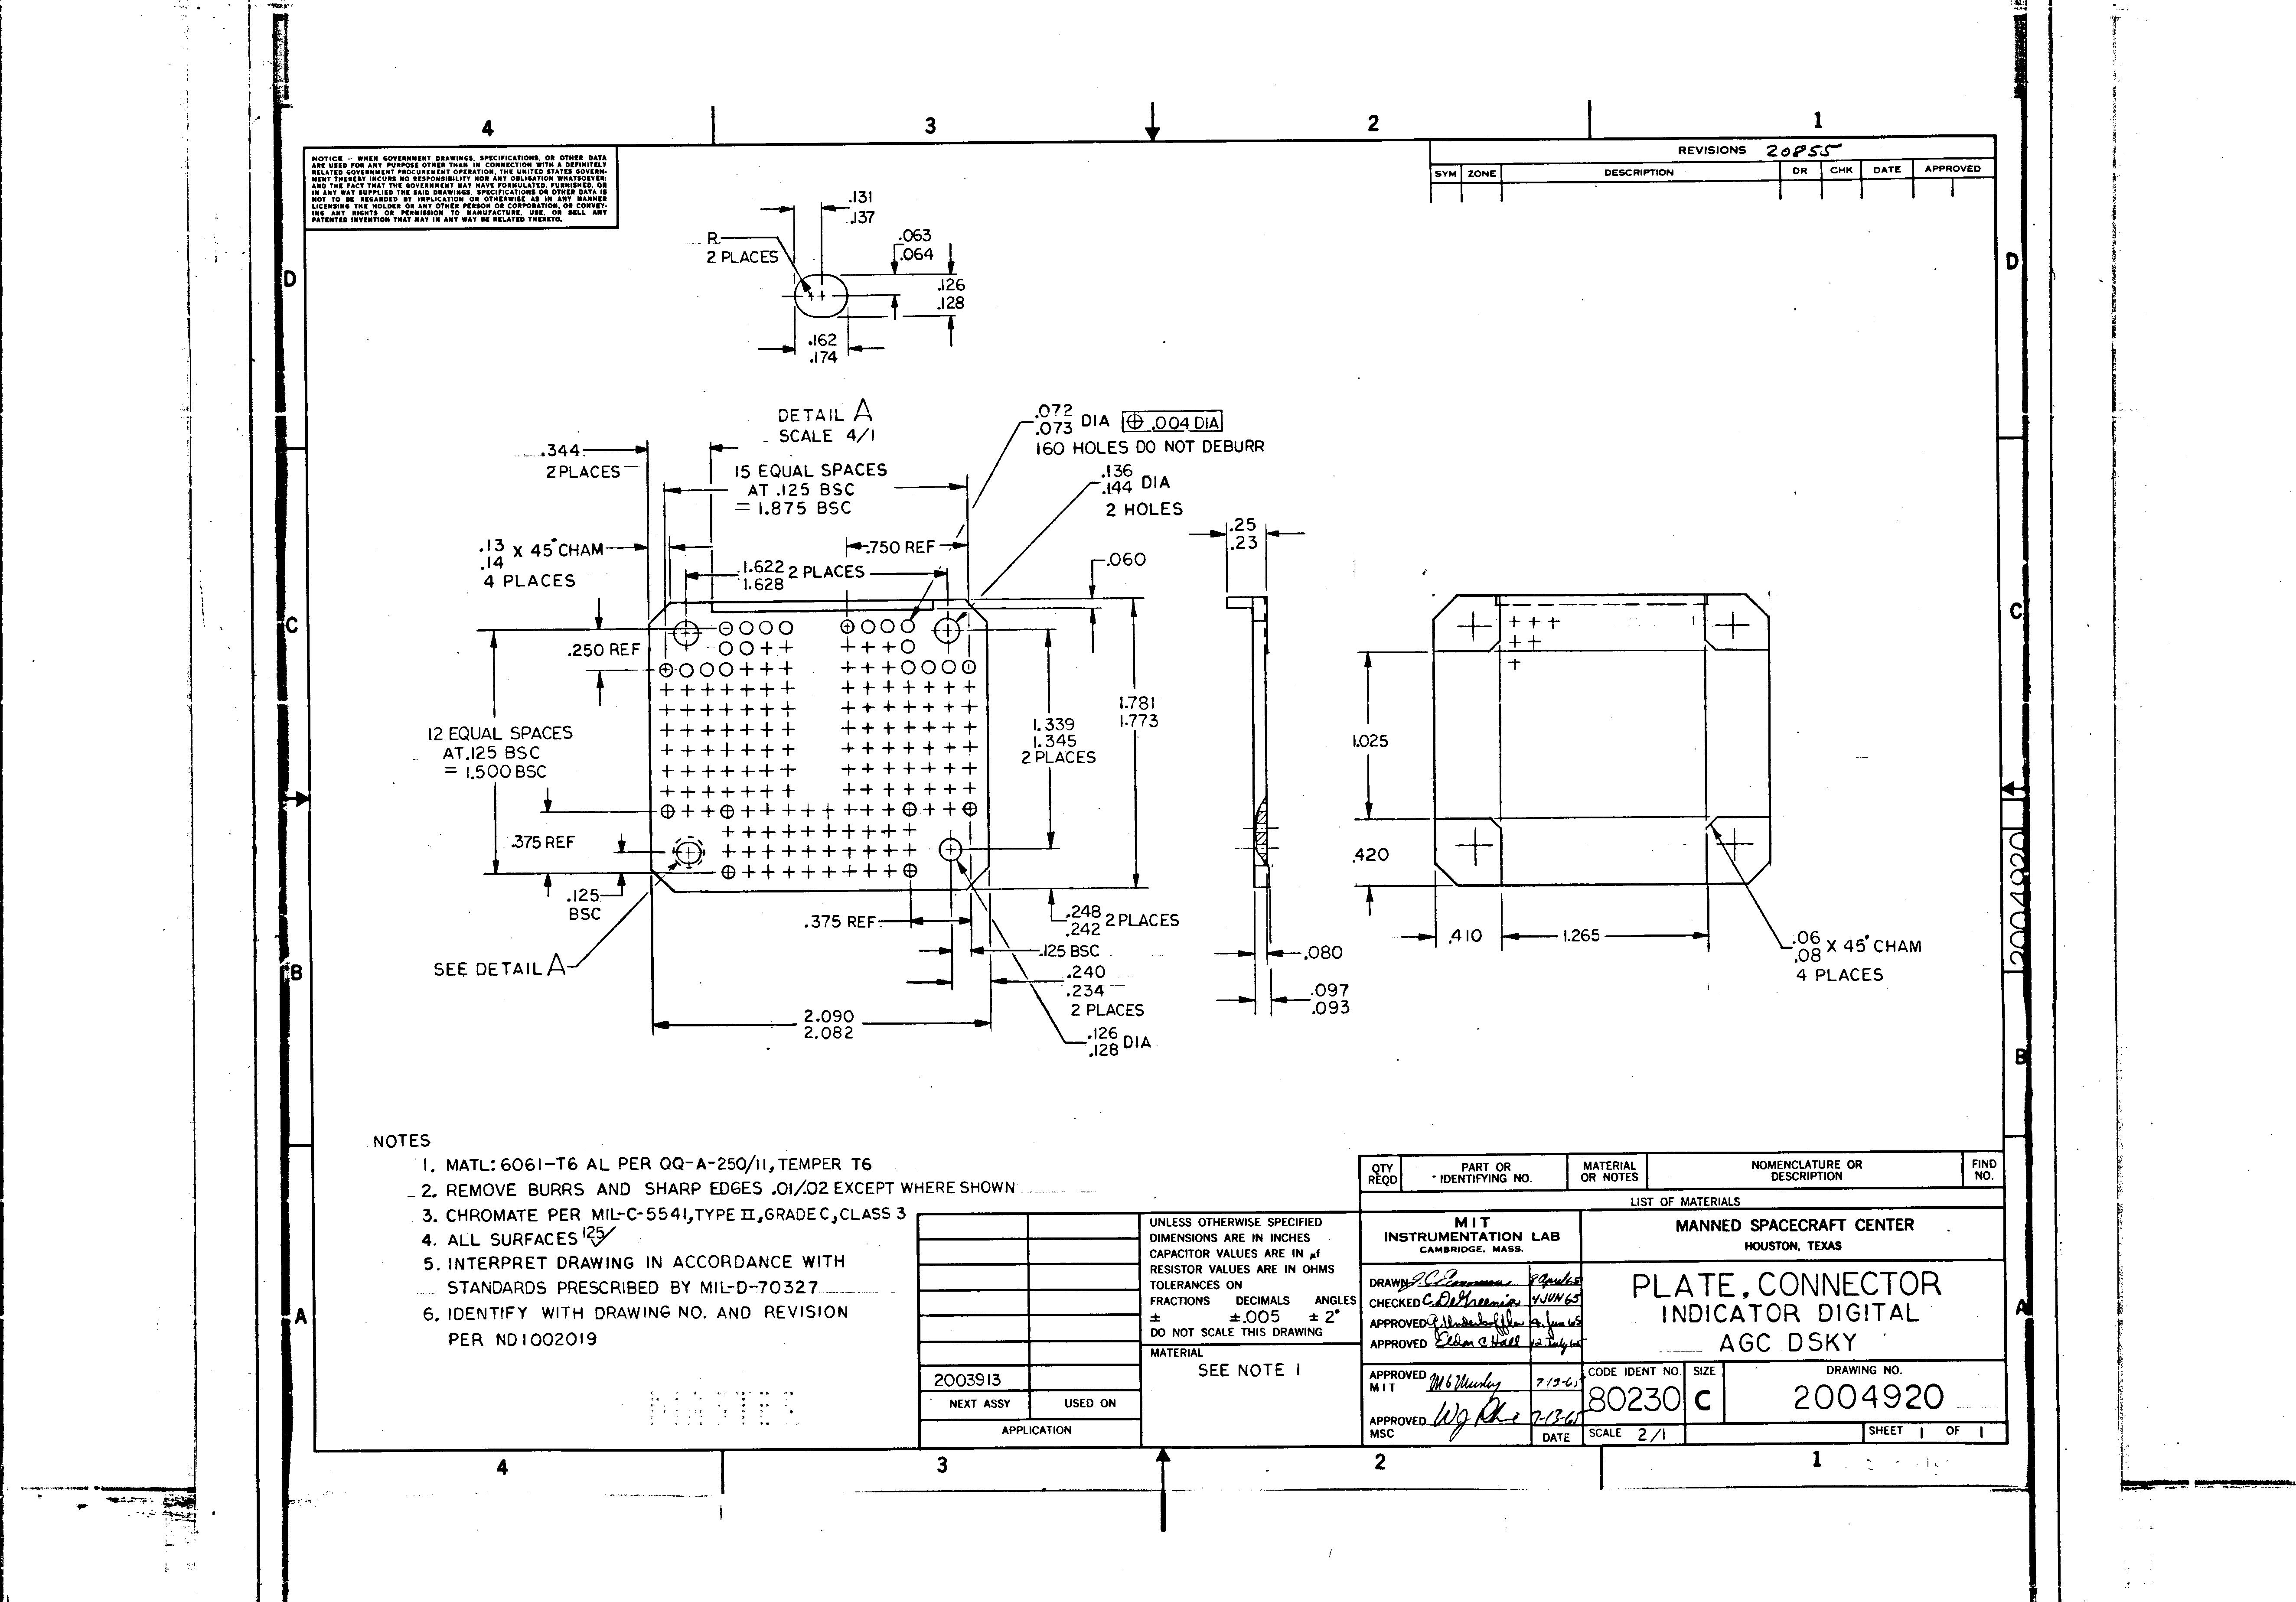 4 3 2 1
NOTICE - WHEN GOVERNMENT DRAWINGS, SPECIFICATIONS, OR OTHER DATA
ARE USED FOR ANY PURPOSE OTHER THAN IN CONNECTION WITH A DEFINITELY
RELATED GOVERNMENT PROCUREMENT OPERATION, THE UNITED STATES GOVERN-
MENT THEREBY INCURS NO RESPONSIBILITY NOR ANY OBLIGATION WHATSOEVER;
AND THE FACT THAT THE GOVERNMENT MAY HAVE FORMULATED, FURNISHED, OR
IN ANY WAY SUPPLIED THE SAID DRAWINGS, SPECIFICATIONS OR OTHER DATA IS
NOT TO BE REGARDED BY IMPLICATION OR OTHERWISE AS IN ANY MANNER
LICENSING THE HOLDER OR ANY OTHER PERSON OR CORPORATION, OR CONVEY-
ING ANY RIGHTS OR PERMISSION TO MANUFACTURE, USE, OR SELL ANY
PATENTED INVENTION THAT MAY IN ANY WAY BE RELATED THERETO.
REVISIONS 20855
SYM ZONE DESCRIPTION DR CHK DATE APPROVED
D
D
.131
.137
R
2 PLACES
.063
.064
.126
.128
.162
.174
DETAIL A
SCALE 4/1
.072
.073 DIA ⌖ .004 DIA
160 HOLES DO NOT DEBURR
.344
2 PLACES
15 EQUAL SPACES
AT .125 BSC
= 1.875 BSC
.136
.144 DIA
2 HOLES
.13
.14 X 45° CHAM
4 PLACES
.750 REF
1.622
1.628 2 PLACES
.060
.25
.23
C
C
.250 REF
12 EQUAL SPACES
AT .125 BSC
= 1.500 BSC
1.339
1.345
2 PLACES
1.781
1.773
1.025
.420
.375 REF
.125
BSC
.375 REF
.248
.242 2 PLACES
.125 BSC
.240
.234
2 PLACES
.126
.128 DIA
2.090
2.082
SEE DETAIL A
.080
.097
.093
.410
1.265
.06
.08 X 45° CHAM
4 PLACES
2004920
B
B
B
NOTES
1. MATL: 6061-T6 AL PER QQ-A-250/11, TEMPER T6
2. REMOVE BURRS AND SHARP EDGES .01/.02 EXCEPT WHERE SHOWN
3. CHROMATE PER MIL-C-5541, TYPE II, GRADE C, CLASS 3
4. ALL SURFACES 125
5. INTERPRET DRAWING IN ACCORDANCE WITH
STANDARDS PRESCRIBED BY MIL-D-70327
6. IDENTIFY WITH DRAWING NO. AND REVISION
PER ND1002019
MASTER
A
A
2003913
NEXT ASSY USED ON
APPLICATION
UNLESS OTHERWISE SPECIFIED
DIMENSIONS ARE IN INCHES
CAPACITOR VALUES ARE IN µf
RESISTOR VALUES ARE IN OHMS
TOLERANCES ON
FRACTIONS DECIMALS ANGLES
± ±.005 ± 2°
DO NOT SCALE THIS DRAWING
MATERIAL
SEE NOTE 1
QTY REQD
PART OR IDENTIFYING NO.
MATERIAL OR NOTES
NOMENCLATURE OR DESCRIPTION
FIND NO.
LIST OF MATERIALS
MIT
INSTRUMENTATION LAB
CAMBRIDGE, MASS.
DRAWN 8 April 65
CHECKED C. DeGreenia 4 JUN 65
APPROVED
APPROVED Eldon C Hall 12 July 65
APPROVED MIT
APPROVED MSC
DATE
MANNED SPACECRAFT CENTER
HOUSTON, TEXAS
PLATE, CONNECTOR
INDICATOR DIGITAL
AGC DSKY
CODE IDENT NO. 80230
SIZE C
DRAWING NO. 2004920
SCALE 2/1
SHEET 1 OF 1
4 3 2 1